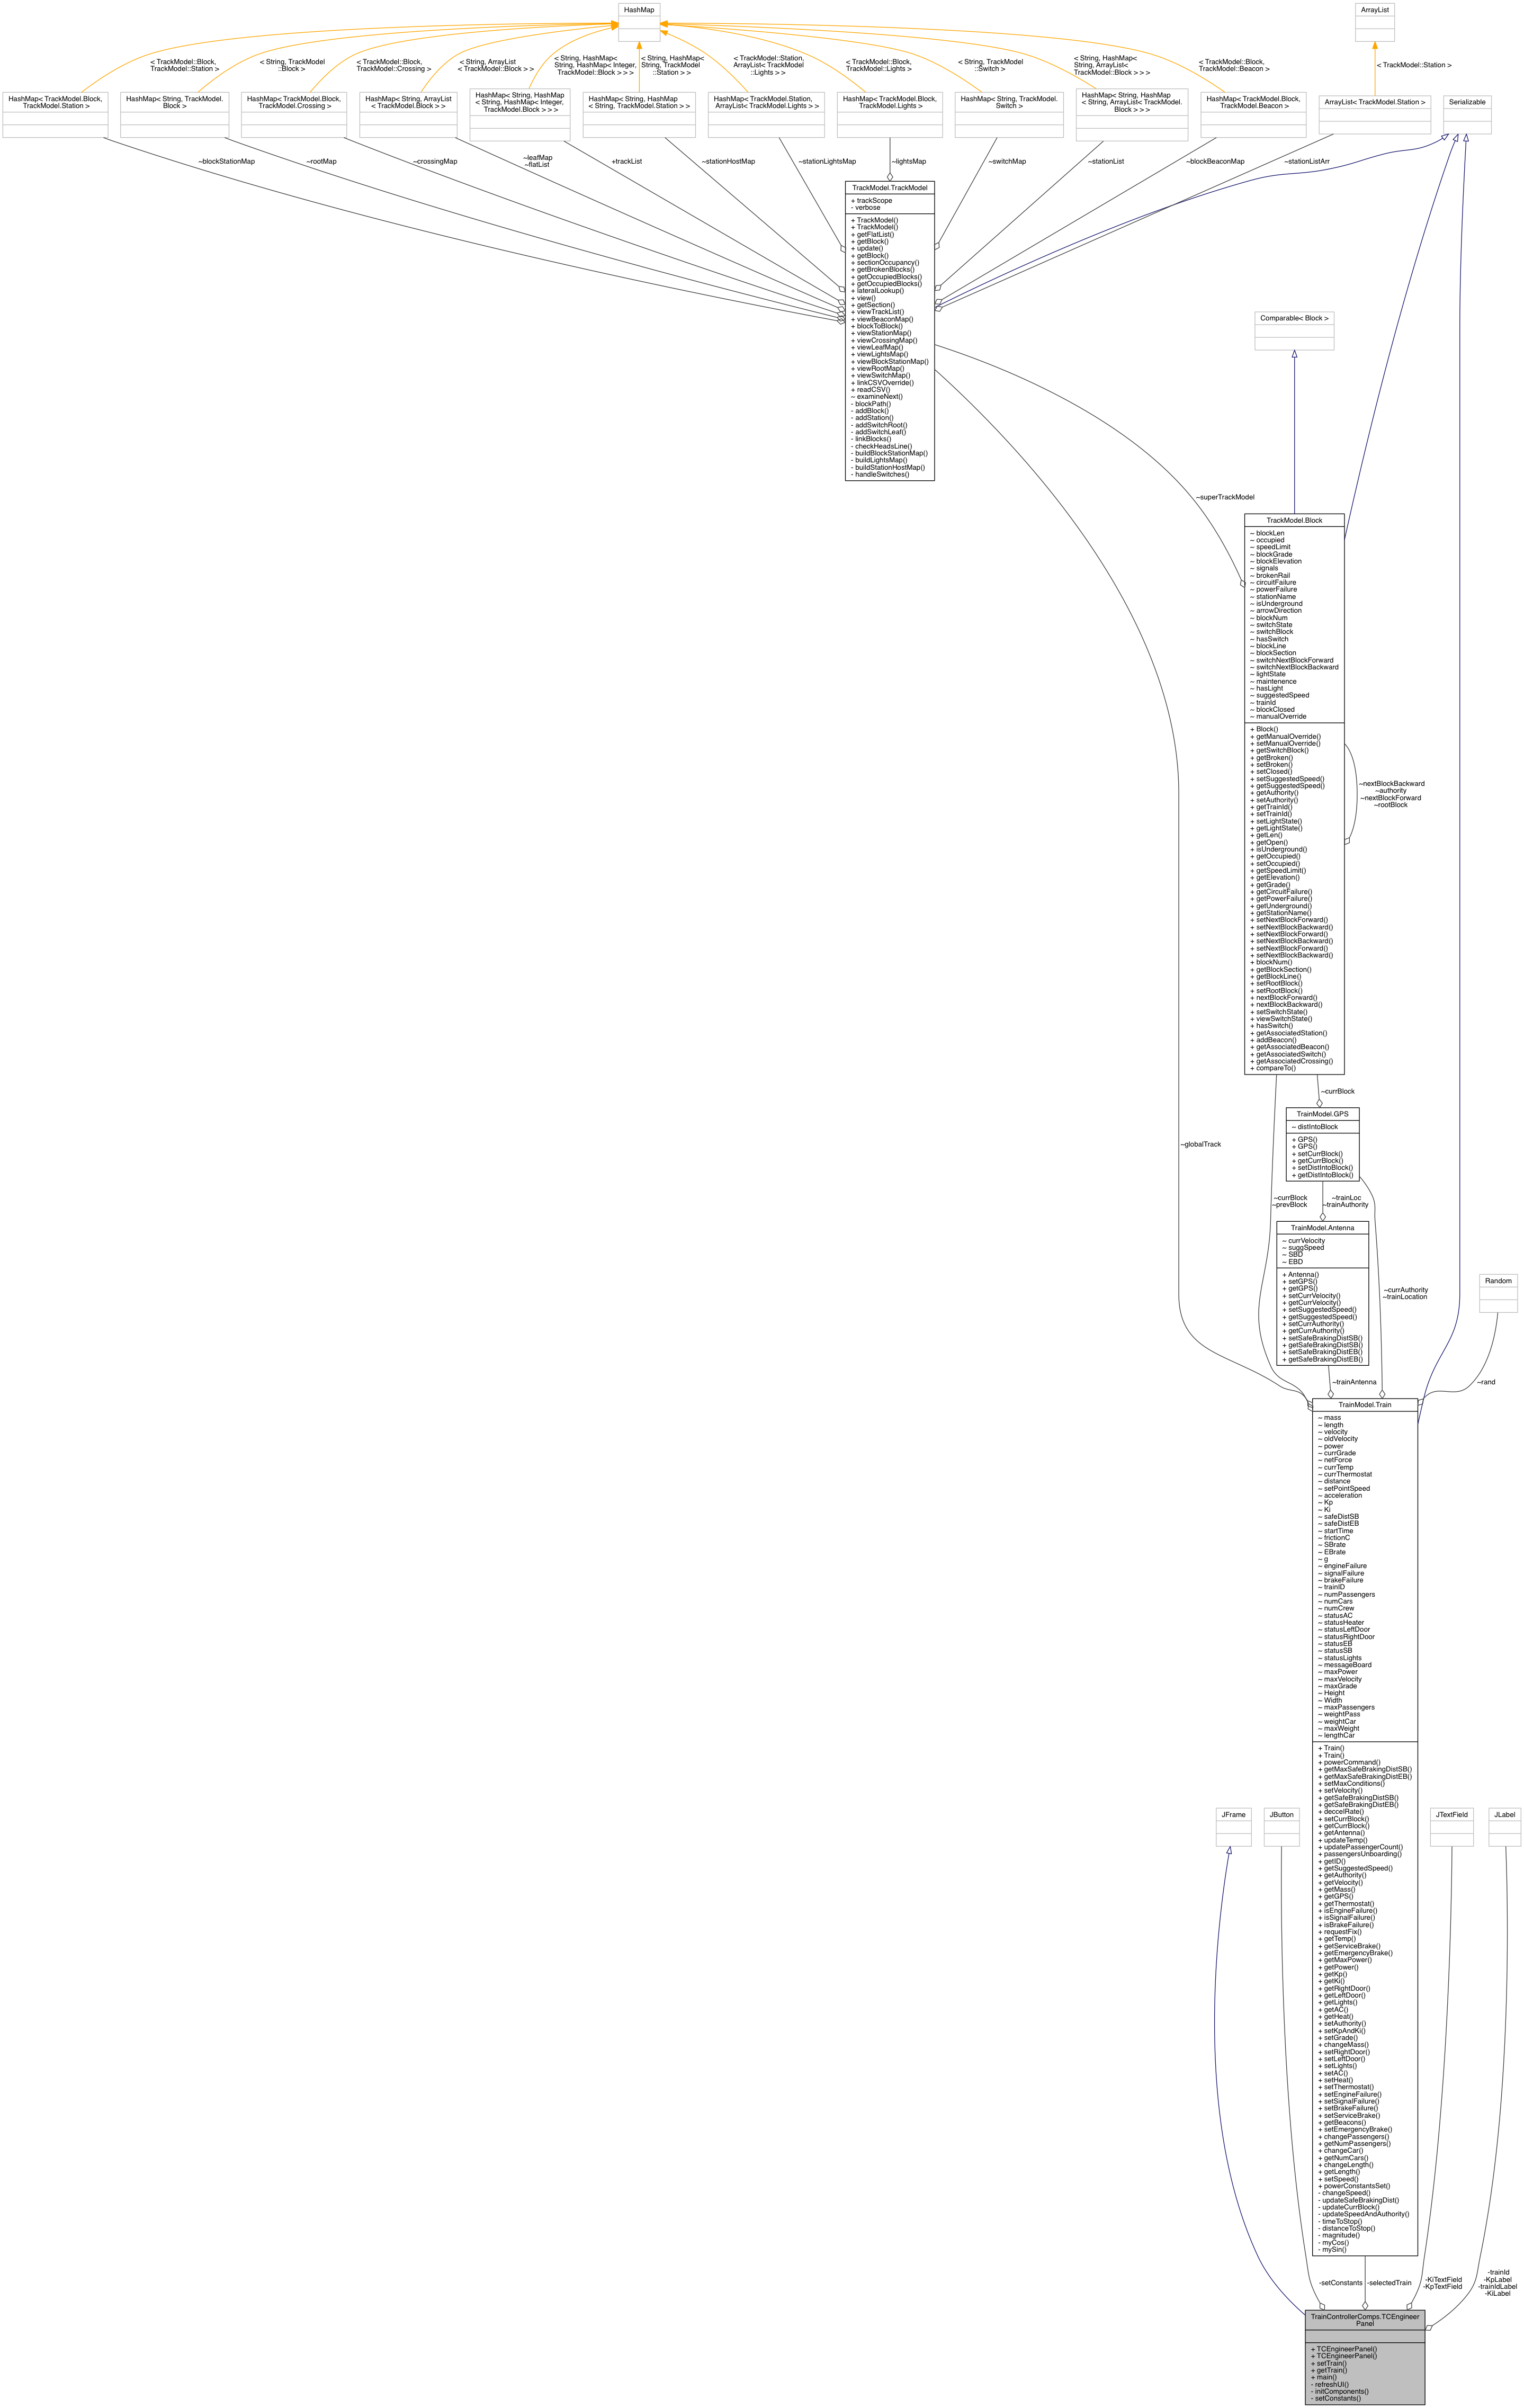 HashMap
ArrayList
< TrackModel::Block,
TrackModel::Station >
< String, TrackModel
::Block >
< TrackModel::Block,
TrackModel::Crossing >
< String, ArrayList
< TrackModel::Block > >
< String, HashMap<
String, HashMap< Integer,
TrackModel::Block > > >
< String, HashMap<
String, TrackModel
::Station > >
< TrackModel::Station,
ArrayList< TrackModel
::Lights > >
< TrackModel::Block,
TrackModel::Lights >
< String, TrackModel
::Switch >
< String, HashMap<
String, ArrayList<
TrackModel::Block > > >
< TrackModel::Block,
TrackModel::Beacon >
< TrackModel::Station >
HashMap< TrackModel.Block,
TrackModel.Station >
HashMap< String, TrackModel.
Block >
HashMap< TrackModel.Block,
TrackModel.Crossing >
HashMap< String, ArrayList
< TrackModel.Block > >
HashMap< String, HashMap
< String, HashMap< Integer,
TrackModel.Block > > >
HashMap< String, HashMap
< String, TrackModel.Station > >
HashMap< TrackModel.Station,
ArrayList< TrackModel.Lights > >
HashMap< TrackModel.Block,
TrackModel.Lights >
HashMap< String, TrackModel.
Switch >
HashMap< String, HashMap
< String, ArrayList< TrackModel.
Block > > >
HashMap< TrackModel.Block,
TrackModel.Beacon >
ArrayList< TrackModel.Station >
Serializable
~blockStationMap
~rootMap
~crossingMap
~leafMap
~flatList
+trackList
~stationHostMap
~stationLightsMap
~lightsMap
~switchMap
~stationList
~blockBeaconMap
~stationListArr
TrackModel.TrackModel
+ trackScope
- verbose
+ TrackModel()
+ TrackModel()
+ getFlatList()
+ getBlock()
+ update()
+ getBlock()
+ sectionOccupancy()
+ getBrokenBlocks()
+ getOccupiedBlocks()
+ getOccupiedBlocks()
+ lateralLookup()
+ view()
+ getSection()
+ viewTrackList()
+ viewBeaconMap()
+ blockToBlock()
+ viewStationMap()
+ viewCrossingMap()
+ viewLeafMap()
+ viewLightsMap()
+ viewBlockStationMap()
+ viewRootMap()
+ viewSwitchMap()
+ linkCSVOverride()
+ readCSV()
~ examineNext()
- blockPath()
- addBlock()
- addStation()
- addSwitchRoot()
- addSwitchLeaf()
- linkBlocks()
- checkHeadsLine()
- buildBlockStationMap()
- buildLightsMap()
- buildStationHostMap()
- handleSwitches()
Comparable< Block >
~superTrackModel
TrackModel.Block
~ blockLen
~ occupied
~ speedLimit
~ blockGrade
~ blockElevation
~ signals
~ brokenRail
~ circuitFailure
~ powerFailure
~ stationName
~ isUnderground
~ arrowDirection
~ blockNum
~ switchState
~ switchBlock
~ hasSwitch
~ blockLine
~ blockSection
~ switchNextBlockForward
~ switchNextBlockBackward
~ lightState
~ maintenence
~ hasLight
~ suggestedSpeed
~ trainId
~ blockClosed
~ manualOverride
+ Block()
+ getManualOverride()
+ setManualOverride()
+ getSwitchBlock()
+ getBroken()
+ setBroken()
+ setClosed()
+ setSuggestedSpeed()
+ getSuggestedSpeed()
+ getAuthority()
+ setAuthority()
+ getTrainId()
+ setTrainId()
+ setLightState()
+ getLightState()
+ getLen()
+ getOpen()
+ isUnderground()
+ getOccupied()
+ setOccupied()
+ getSpeedLimit()
+ getElevation()
+ getGrade()
+ getCircuitFailure()
+ getPowerFailure()
+ getUnderground()
+ getStationName()
+ setNextBlockForward()
+ setNextBlockBackward()
+ setNextBlockForward()
+ setNextBlockBackward()
+ setNextBlockForward()
+ setNextBlockBackward()
+ blockNum()
+ getBlockSection()
+ getBlockLine()
+ setRootBlock()
+ setRootBlock()
+ nextBlockForward()
+ nextBlockBackward()
+ setSwitchState()
+ viewSwitchState()
+ hasSwitch()
+ getAssociatedStation()
+ addBeacon()
+ getAssociatedBeacon()
+ getAssociatedSwitch()
+ getAssociatedCrossing()
+ compareTo()
~nextBlockBackward
~authority
~nextBlockForward
~rootBlock
~currBlock
TrainModel.GPS
~ distIntoBlock
+ GPS()
+ GPS()
+ setCurrBlock()
+ getCurrBlock()
+ setDistIntoBlock()
+ getDistIntoBlock()
~globalTrack
~currBlock
~prevBlock
~trainLoc
~trainAuthority
TrainModel.Antenna
~ currVelocity
~ suggSpeed
~ SBD
~ EBD
+ Antenna()
+ setGPS()
+ getGPS()
+ setCurrVelocity()
+ getCurrVelocity()
+ setSuggestedSpeed()
+ getSuggestedSpeed()
+ setCurrAuthority()
+ getCurrAuthority()
+ setSafeBrakingDistSB()
+ getSafeBrakingDistSB()
+ setSafeBrakingDistEB()
+ getSafeBrakingDistEB()
~currAuthority
~trainLocation
Random
~trainAntenna
~rand
TrainModel.Train
~ mass
~ length
~ velocity
~ oldVelocity
~ power
~ currGrade
~ netForce
~ currTemp
~ currThermostat
~ distance
~ setPointSpeed
~ acceleration
~ Kp
~ Ki
~ safeDistSB
~ safeDistEB
~ startTime
~ frictionC
~ SBrate
~ EBrate
~ g
~ engineFailure
~ signalFailure
~ brakeFailure
~ trainID
~ numPassengers
~ numCars
~ numCrew
~ statusAC
~ statusHeater
~ statusLeftDoor
~ statusRightDoor
~ statusEB
~ statusSB
~ statusLights
~ messageBoard
~ maxPower
~ maxVelocity
~ maxGrade
~ Height
~ Width
~ maxPassengers
~ weightPass
~ weightCar
~ maxWeight
~ lengthCar
+ Train()
+ Train()
+ powerCommand()
+ getMaxSafeBrakingDistSB()
+ getMaxSafeBrakingDistEB()
+ setMaxConditions()
+ setVelocity()
+ getSafeBrakingDistSB()
+ getSafeBrakingDistEB()
+ deccelRate()
+ setCurrBlock()
+ getCurrBlock()
+ getAntenna()
+ updateTemp()
+ updatePassengerCount()
+ passengersUnboarding()
+ getID()
+ getSuggestedSpeed()
+ getAuthority()
+ getVelocity()
+ getMass()
+ getGPS()
+ getThermostat()
+ isEngineFailure()
+ isSignalFailure()
+ isBrakeFailure()
+ requestFix()
+ getTemp()
+ getServiceBrake()
+ getEmergencyBrake()
+ getMaxPower()
+ getPower()
+ getKp()
+ getKi()
+ getRightDoor()
+ getLeftDoor()
+ getLights()
+ getAC()
+ getHeat()
+ setAuthority()
+ setKpAndKi()
+ setGrade()
+ changeMass()
+ setRightDoor()
+ setLeftDoor()
+ setLights()
+ setAC()
+ setHeat()
+ setThermostat()
+ setEngineFailure()
+ setSignalFailure()
+ setBrakeFailure()
+ setServiceBrake()
+ getBeacons()
+ setEmergencyBrake()
+ changePassengers()
+ getNumPassengers()
+ changeCar()
+ getNumCars()
+ changeLength()
+ getLength()
+ setSpeed()
+ powerConstantsSet()
- changeSpeed()
- updateSafeBrakingDist()
- updateCurrBlock()
- updateSpeedAndAuthority()
- timeToStop()
- distanceToStop()
- magnitude()
- myCos()
- mySin()
JFrame
JButton
JTextField
JLabel
-setConstants
-selectedTrain
-KiTextField
-KpTextField
-trainId
-KpLabel
-trainIdLabel
-KiLabel
TrainControllerComps.TCEngineer
Panel
+ TCEngineerPanel()
+ TCEngineerPanel()
+ setTrain()
+ getTrain()
+ main()
- refreshUI()
- initComponents()
- setConstants()